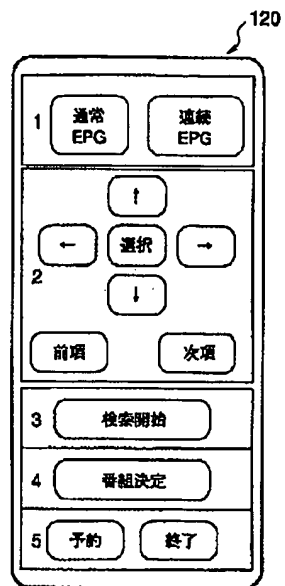 120
1 通常 連続
EPG EPG
↑
← 選択 →
2
↓
前項 次項
3 検索開始
4 番組決定
5 予約 終了